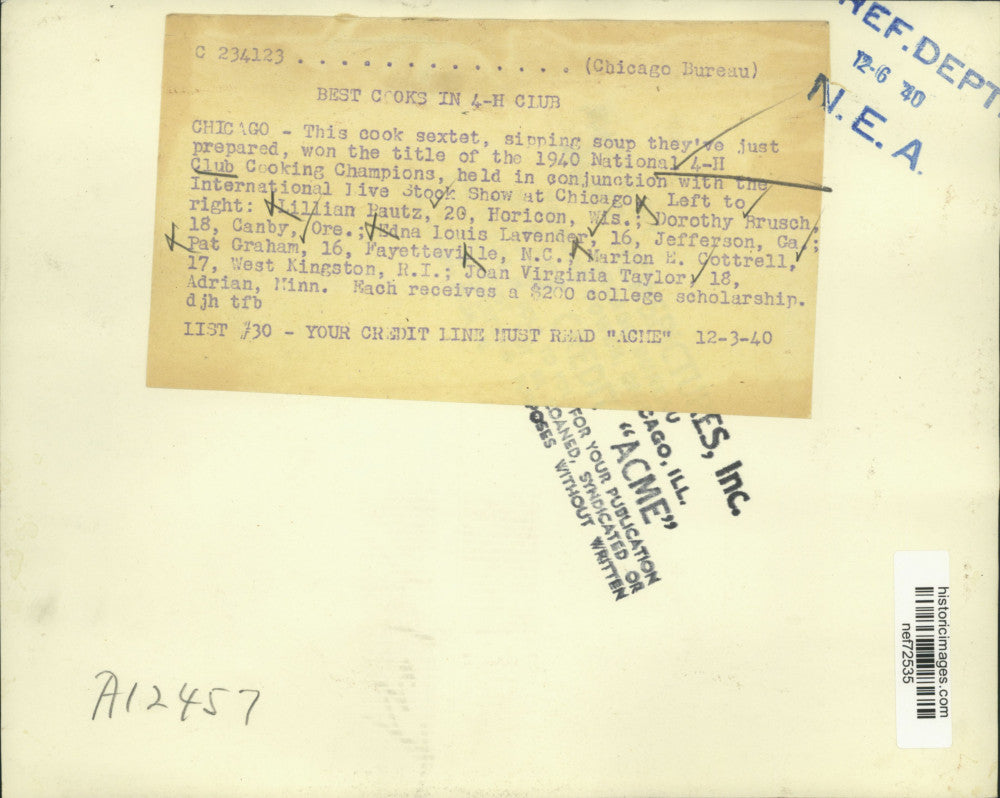 C 234123 . . . . . . . . . . . . . . (Chicago Bureau)
BEST COOKS IN 4-H CLUB
CHICAGO - This cook sextet, sipping soup they've just
prepared, won the title of the 1940 National 4-H
Club Cooking Champions, held in conjunction with the
International Live Stock Show at Chicago. Left to
right: Lillian Bautz, 20, Horicon, Wis.; Dorothy Brusch,
18, Canby, Ore.; Edna Louis Lavender, 16, Jefferson, Ga.;
Pat Graham, 16, Fayetteville, N.C.; Marion E. Cottrell,
17, West Kingston, R.I.; Joan Virginia Taylor, 18,
Adrian, Minn. Each receives a $200 college scholarship.
djh tfb
LIST #30 - YOUR CREDIT LINE MUST READ "ACME" 12-3-40
REF. DEPT
12-6 40
N. E. A.
ES, Inc.
U
CAGO, ILL.
"ACME"
FOR YOUR PUBLICATION
LOANED, SYNDICATED OR
POSES WITHOUT WRITTEN
historicimages.com
nef72535
A12457